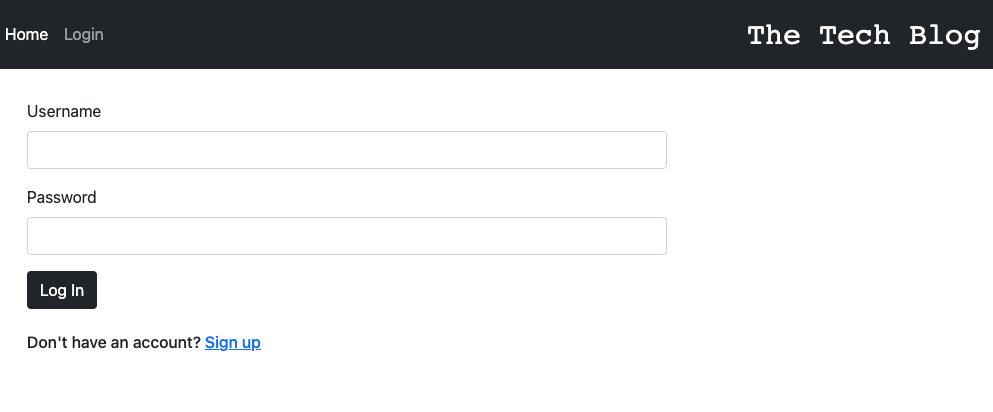 Home Login The Tech Blog
Username
Password
Log In
Don't have an account? Sign up